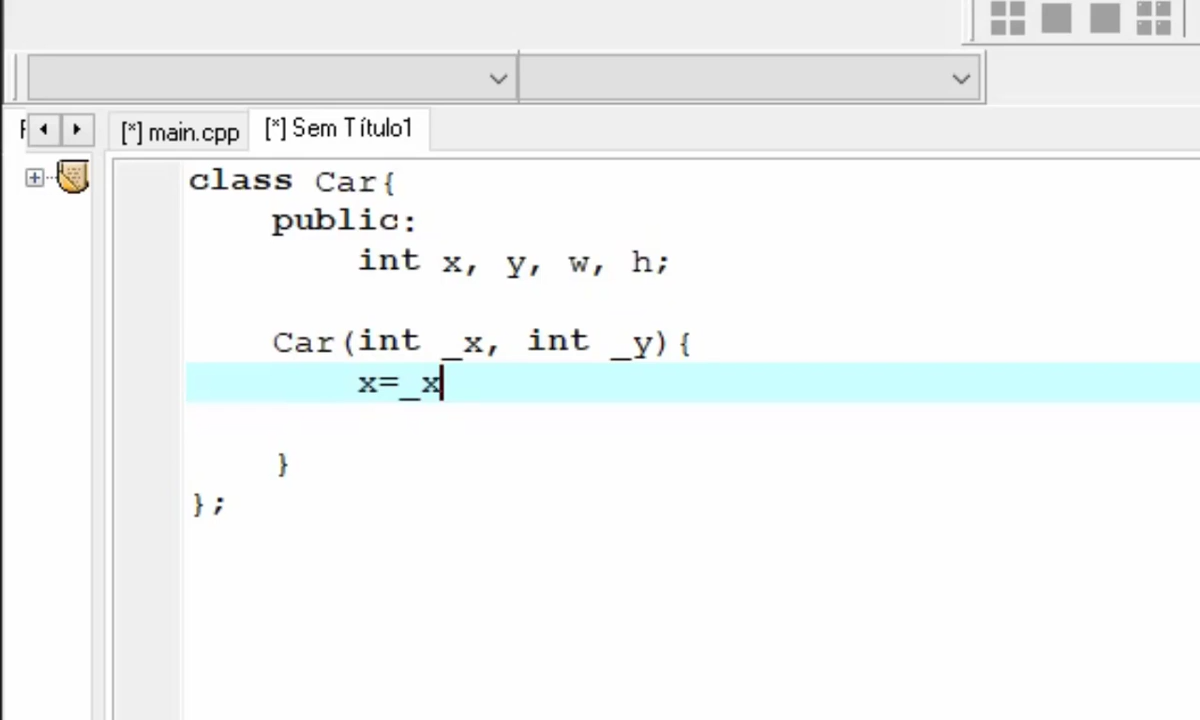 [*] main.cpp
[*] Sem Título1
class Car{
public:
int x, y, w, h;
Car(int _x, int _y){
x=_x
}
};